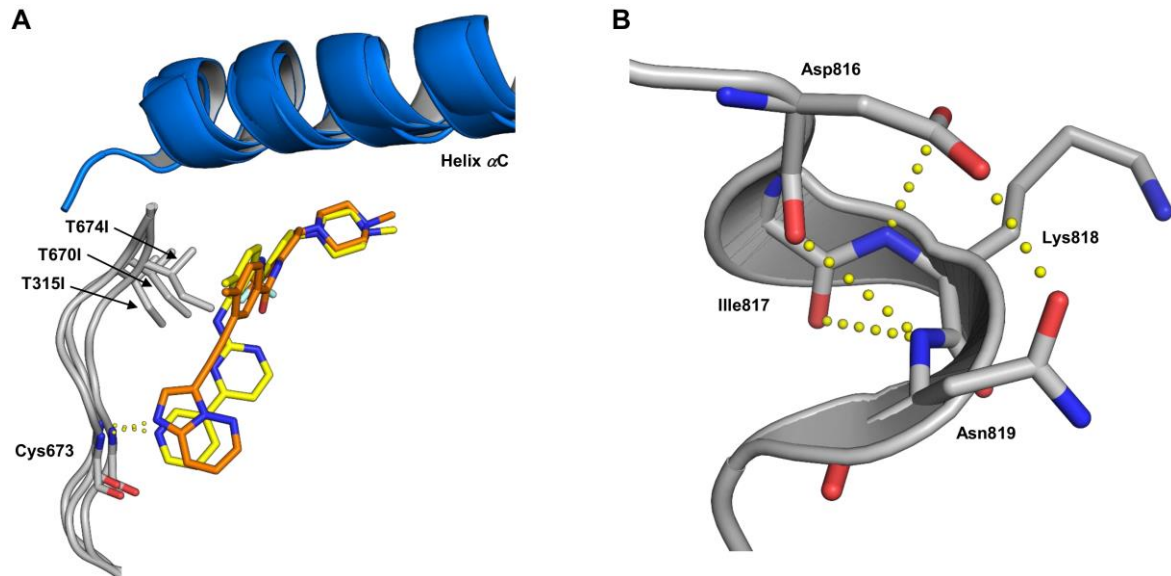 A
B
Helix αC
T674I
T670I
T315I
Cys673
Asp816
Lys818
Ille817
Asn819